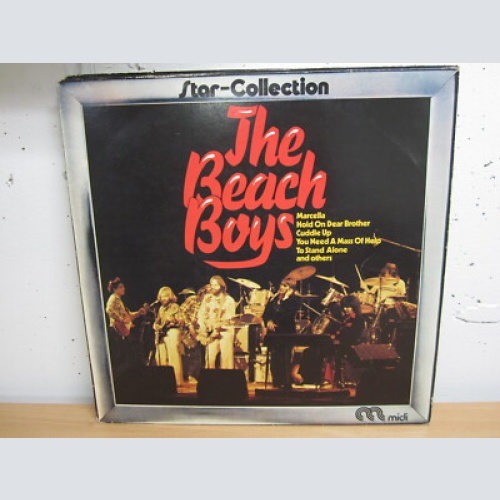 Star-Collection
The
Beach
Boys
Marcella
Hold On Dear Brother
Cuddle Up
You Need A Mass Of Help
To Stand Alone
and others
midi